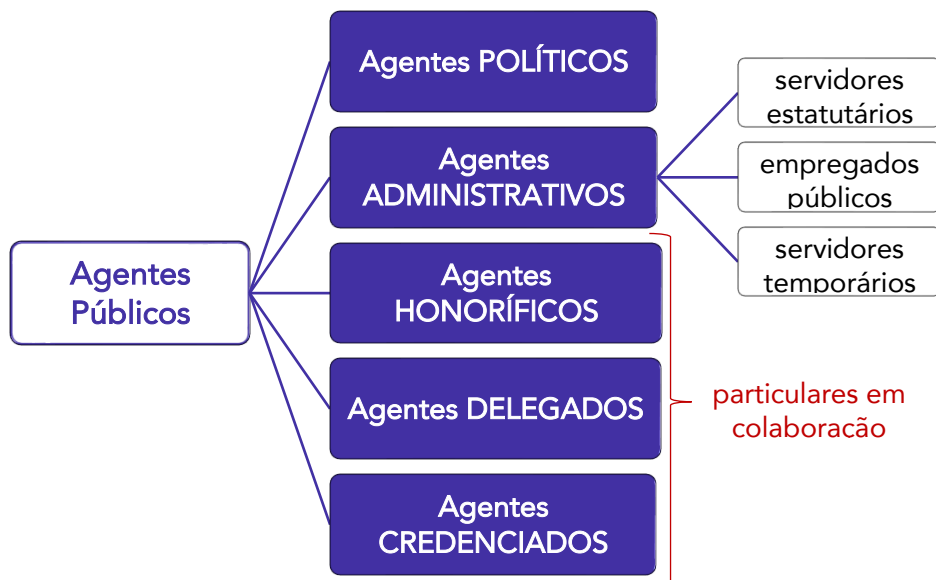 Agentes POLÍTICOS
servidores
estatutários
Agentes
ADMINISTRATIVOS
empregados
públicos
servidores
temporários
Agentes
Públicos
Agentes
HONORÍFICOS
Agentes DELEGADOS
particulares em
colaboracão
Agentes
CREDENCIADOS